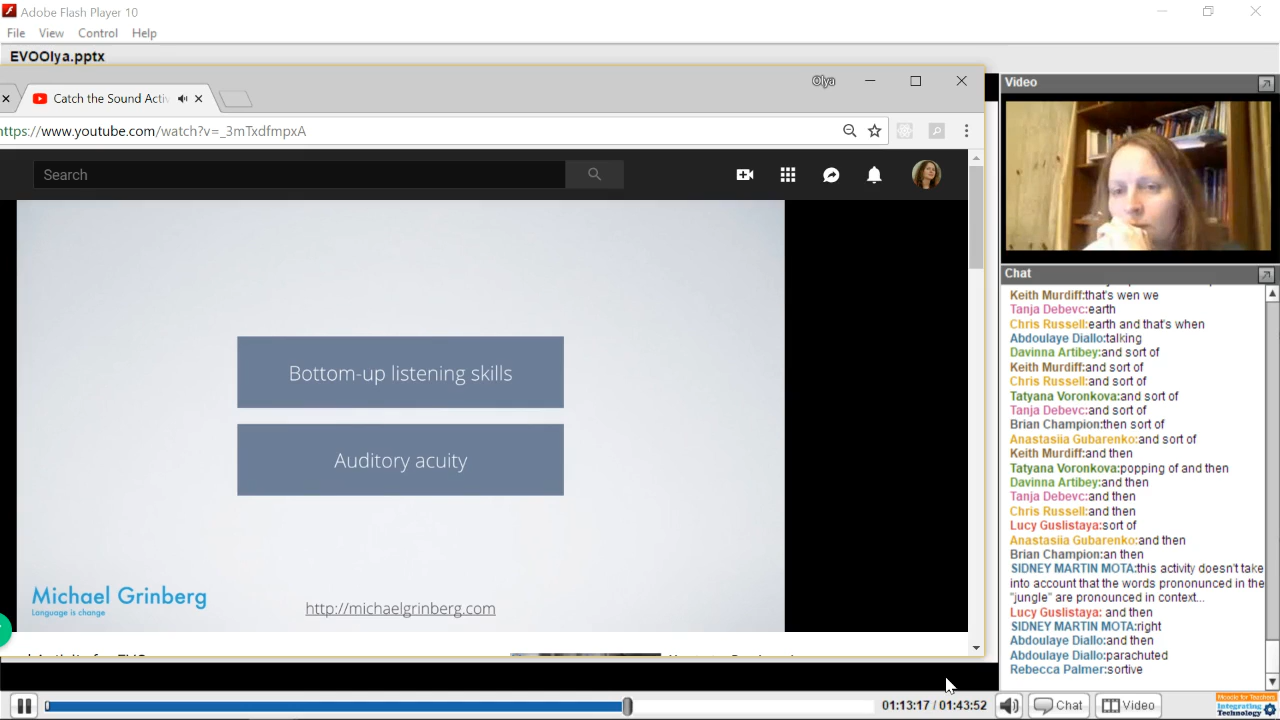 Adobe Flash Player 10
File View Control Help
EVOOlya.pptx
Olya
Catch the Sound Activ
https://www.youtube.com/watch?v=_3mTxdfmpxA
Search
Bottom-up listening skills
Auditory acuity
Michael Grinberg
Language is change
http://michaelgrinberg.com
Video
Chat
Keith Murdiff:that's wen we
Tanja Debevc:earth
Chris Russell:earth and that's when
Abdoulaye Diallo:talking
Davinna Artibey:and sort of
Keith Murdiff:and sort of
Chris Russell:and sort of
Tatyana Voronkova:and sort of
Tanja Debevc:and sort of
Brian Champion:then sort of
Anastasiia Gubarenko:and sort of
Keith Murdiff:and then
Tatyana Voronkova:popping of and then
Davinna Artibey:and then
Tanja Debevc:and then
Chris Russell:and then
Lucy Guslistaya:sort of
Anastasiia Gubarenko:and then
Brian Champion:an then
SIDNEY MARTIN MOTA:this activity doesn't take
into account that the words pronounced in the
"jungle" are pronounced in context...
Lucy Guslistaya: and then
SIDNEY MARTIN MOTA:right
Abdoulaye Diallo:and then
Abdoulaye Diallo:parachuted
Rebecca Palmer:sortive
01:13:17 / 01:43:52
Chat
Video
Moodle for Teachers
Integrating
Technology